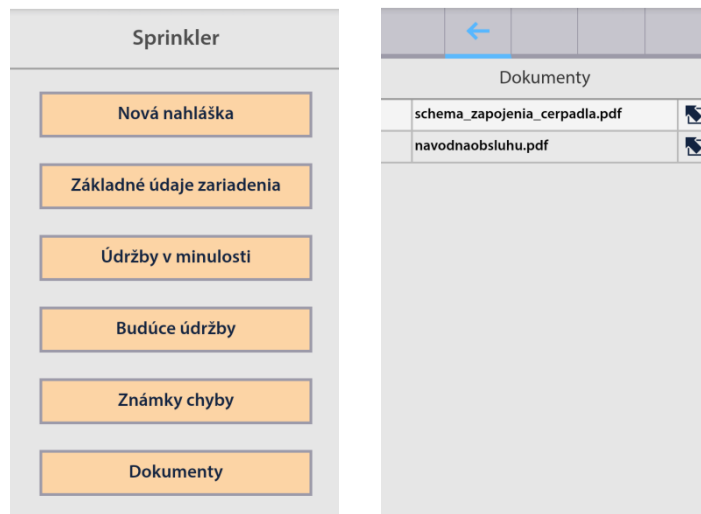 Sprinkler
Nová nahláška
Základné údaje zariadenia
Údržby v minulosti
Budúce údržby
Známky chyby
Dokumenty
Dokumenty
schema_zapojenia_cerpadla.pdf
navodnaobsluhu.pdf